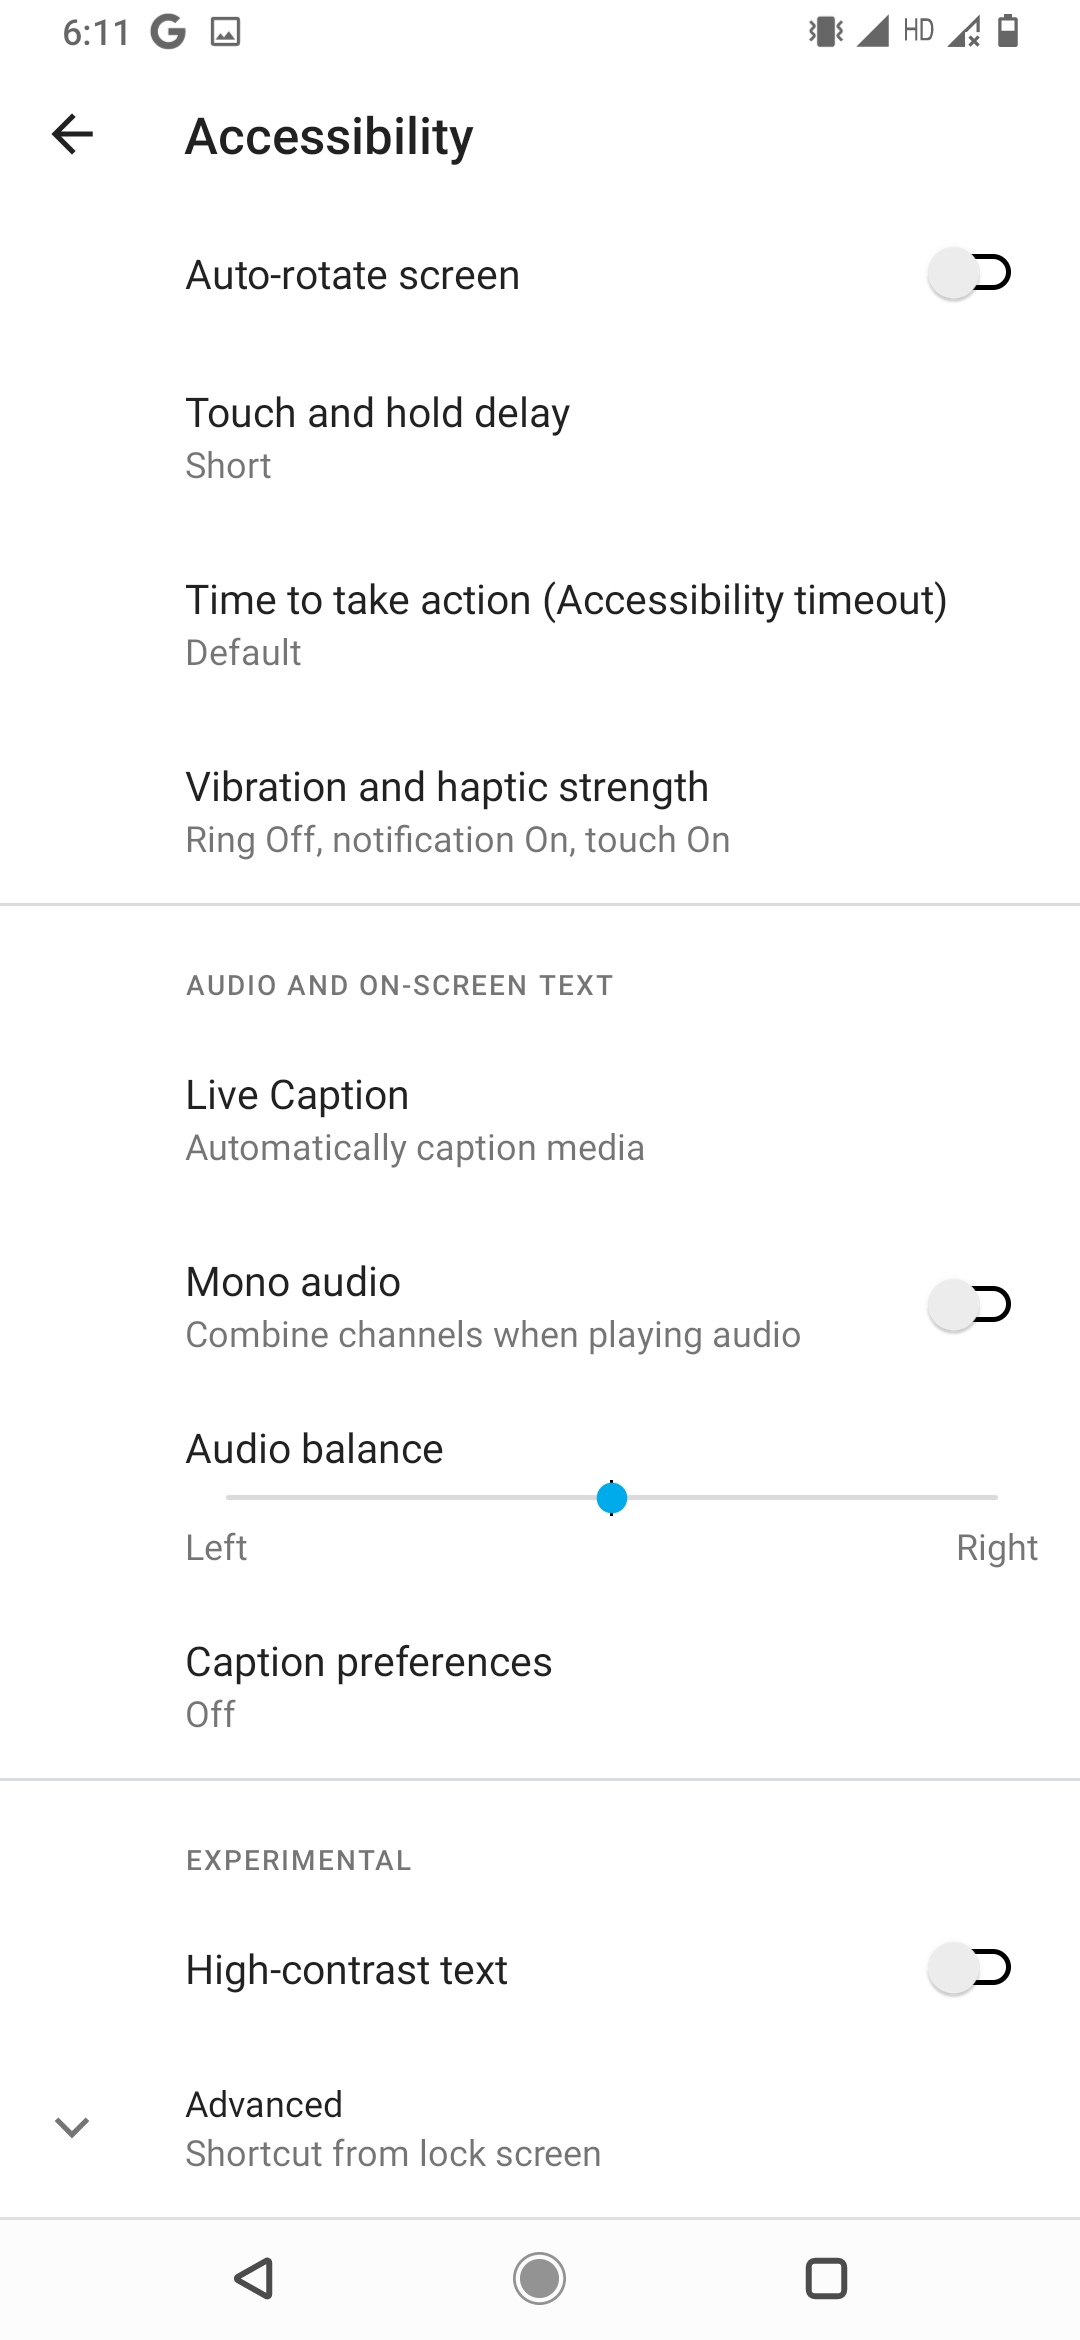 6:11 G HD
Accessibility
Auto-rotate screen
Touch and hold delay
Short
Time to take action (Accessibility timeout)
Default
Vibration and haptic strength
Ring Off, notification On, touch On
AUDIO AND ON-SCREEN TEXT
Live Caption
Automatically caption media
Mono audio
Combine channels when playing audio
Audio balance
Left Right
Caption preferences
Off
EXPERIMENTAL
High-contrast text
Advanced
Shortcut from lock screen